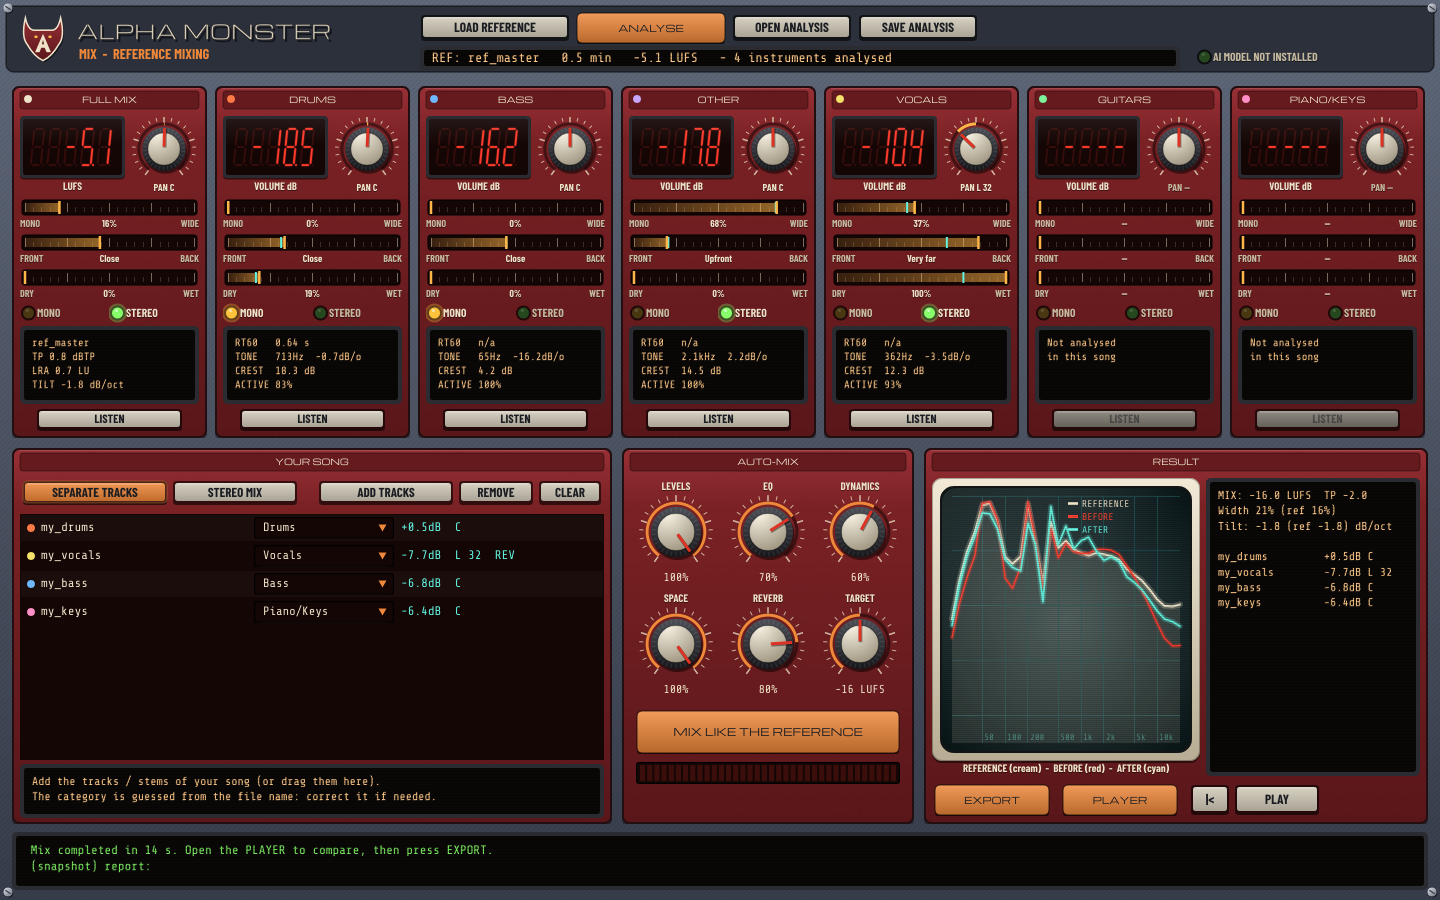 ALPHA MONSTER
MIX - REFERENCE MIXING
LOAD REFERENCE
ANALYSE
OPEN ANALYSIS
SAVE ANALYSIS
REF: ref_master 0.5 min -5.1 LUFS - 4 instruments analysed
AI MODEL NOT INSTALLED
FULL MIX
-5.1
LUFS
PAN C
MONO 16% WIDE
FRONT Close BACK
DRY 0% WET
MONO STEREO
ref_master
TP 0.8 dBTP
LRA 0.7 LU
TILT -1.8 dB/oct
LISTEN
DRUMS
-18.5
VOLUME dB
PAN C
MONO 0% WIDE
FRONT Close BACK
DRY 19% WET
MONO STEREO
RT60 0.64 s
TONE 713Hz -0.7dB/o
CREST 18.3 dB
ACTIVE 83%
LISTEN
BASS
-16.2
VOLUME dB
PAN C
MONO 0% WIDE
FRONT Close BACK
DRY 0% WET
MONO STEREO
RT60 n/a
TONE 65Hz -16.2dB/o
CREST 4.2 dB
ACTIVE 100%
LISTEN
OTHER
-17.8
VOLUME dB
PAN C
MONO 68% WIDE
FRONT Upfront BACK
DRY 0% WET
MONO STEREO
RT60 n/a
TONE 2.1kHz 2.2dB/o
CREST 14.5 dB
ACTIVE 100%
LISTEN
VOCALS
-10.4
VOLUME dB
PAN L 32
MONO 37% WIDE
FRONT Very far BACK
DRY 100% WET
MONO STEREO
RT60 n/a
TONE 362Hz -3.5dB/o
CREST 12.3 dB
ACTIVE 93%
LISTEN
GUITARS
----
VOLUME dB
PAN –
MONO – WIDE
FRONT – BACK
DRY – WET
MONO STEREO
Not analysed
in this song
LISTEN
PIANO/KEYS
----
VOLUME dB
PAN –
MONO – WIDE
FRONT – BACK
DRY – WET
MONO STEREO
Not analysed
in this song
LISTEN
YOUR SONG
SEPARATE TRACKS
STEREO MIX
ADD TRACKS
REMOVE
CLEAR
my_drums Drums +0.5dB C
my_vocals Vocals -7.7dB L 32 REV
my_bass Bass -6.8dB C
my_keys Piano/Keys -6.4dB C
Add the tracks / stems of your song (or drag them here).
The category is guessed from the file name: correct it if needed.
AUTO-MIX
LEVELS EQ DYNAMICS
100% 70% 60%
SPACE REVERB TARGET
100% 80% -16 LUFS
MIX LIKE THE REFERENCE
RESULT
REFERENCE
BEFORE
AFTER
50 100 200 500 1k 2k 5k 10k
REFERENCE (cream) - BEFORE (red) - AFTER (cyan)
MIX: -16.0 LUFS TP -2.0
Width 21% (ref 16%)
Tilt: -1.8 (ref -1.8) dB/oct
my_drums +0.5dB C
my_vocals -7.7dB L 32
my_bass -6.8dB C
my_keys -6.4dB C
EXPORT
PLAYER
|<
PLAY
Mix completed in 14 s. Open the PLAYER to compare, then press EXPORT.
(snapshot) report: